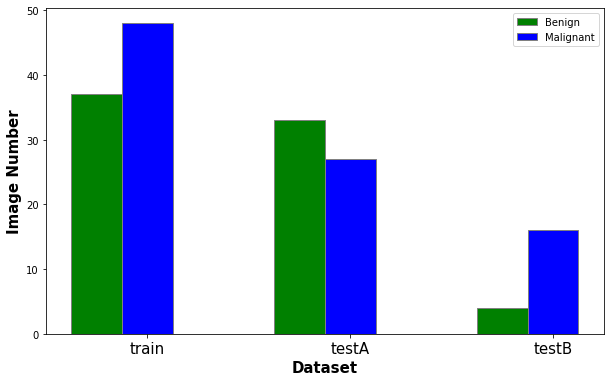 50
40
30
20
10
0
Image Number
Benign
Malignant
train testA testB
Dataset